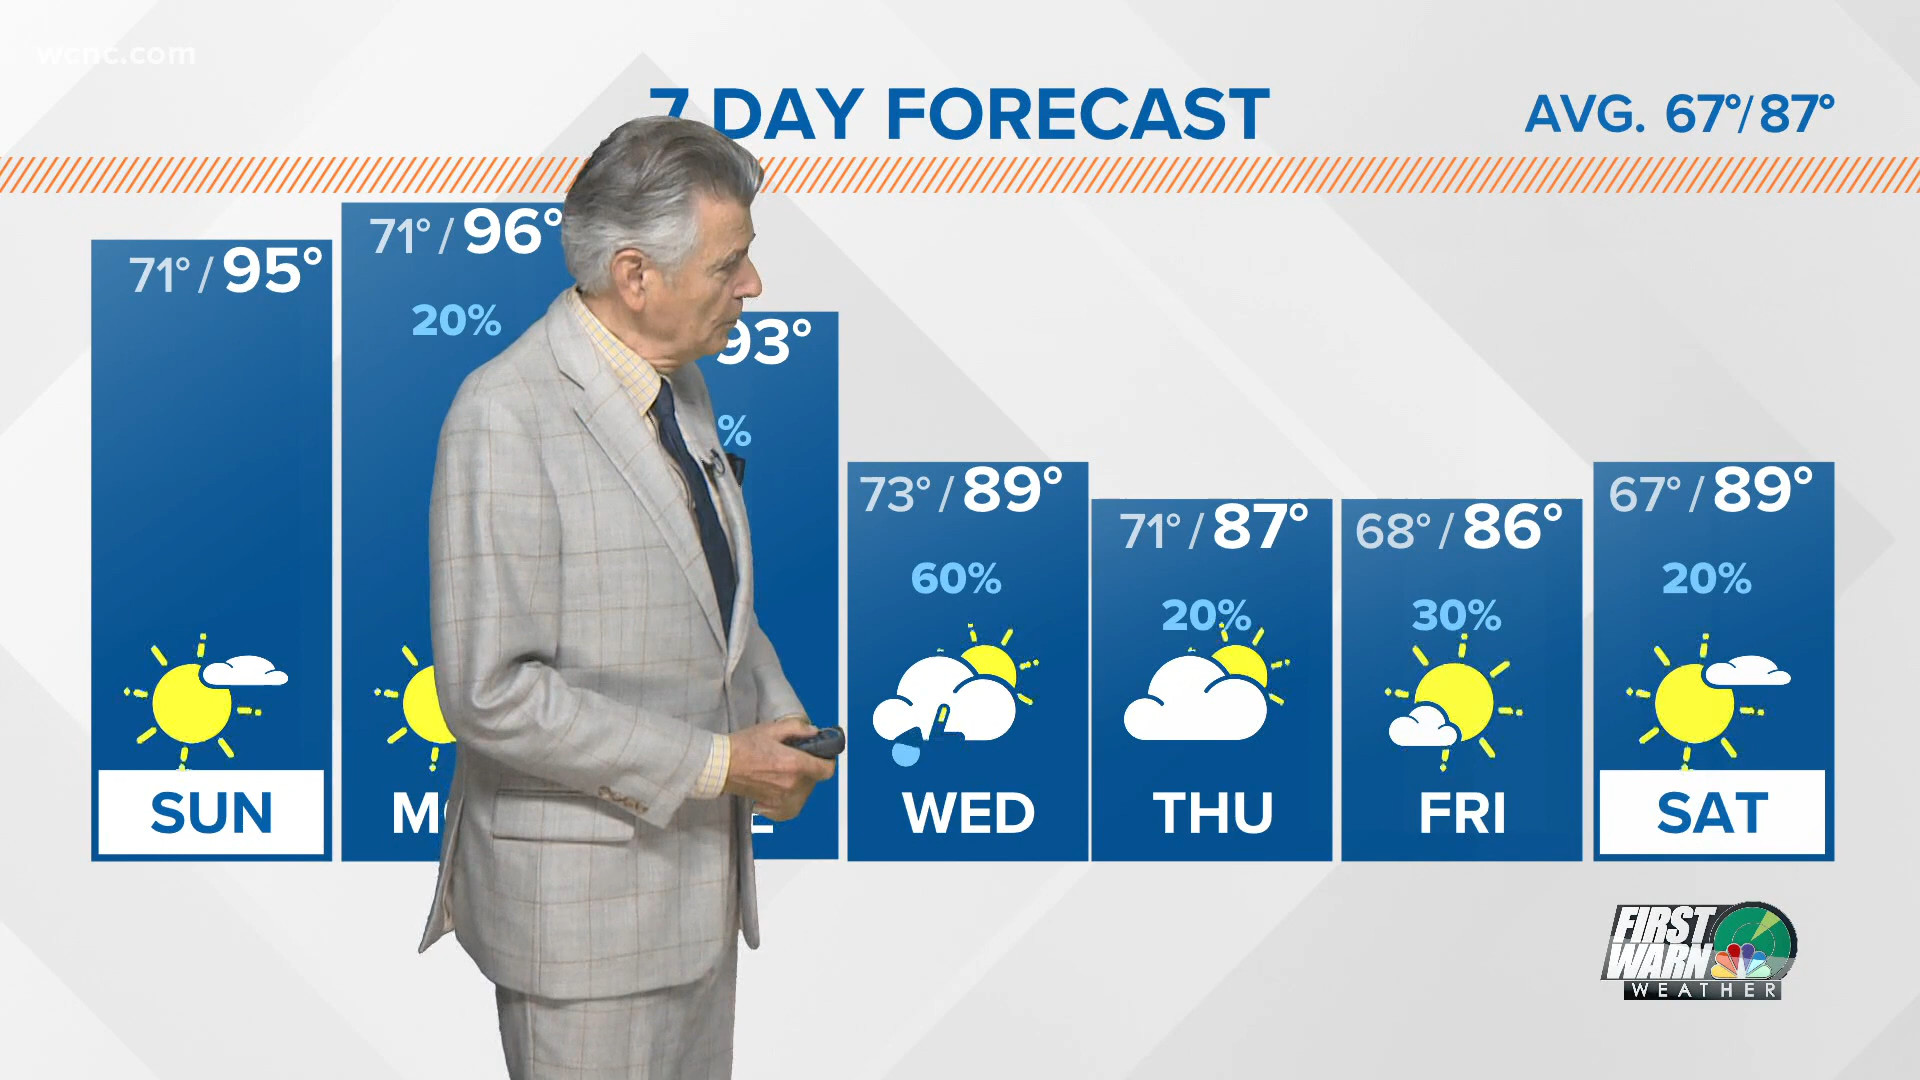 wcnc.com
7 DAY FORECAST
AVG. 67°/87°
71°/95°
SUN
71°/96°
20%
93°
%
73°/89°
60%
WED
71°/87°
20%
THU
68°/86°
30%
FRI
67°/89°
20%
SAT
FIRST
WARN
WEATHER